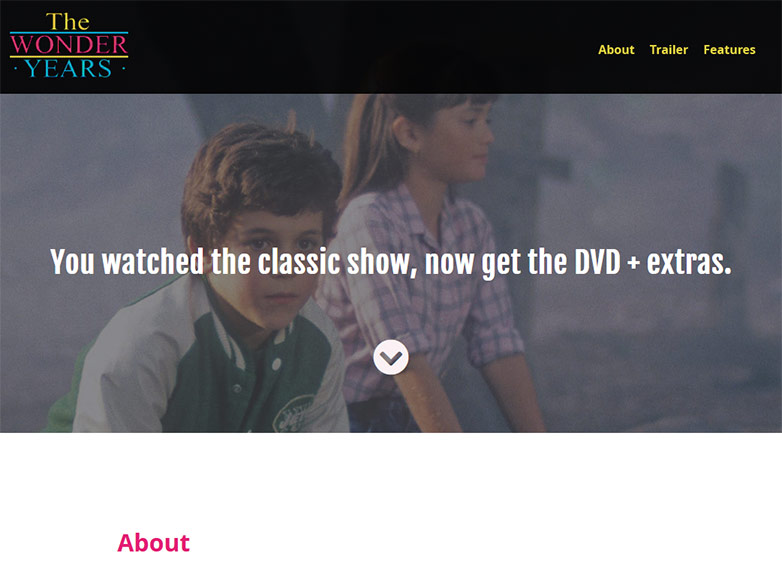 The
WONDER
YEARS
About Trailer Features
You watched the classic show, now get the DVD + extras.
About